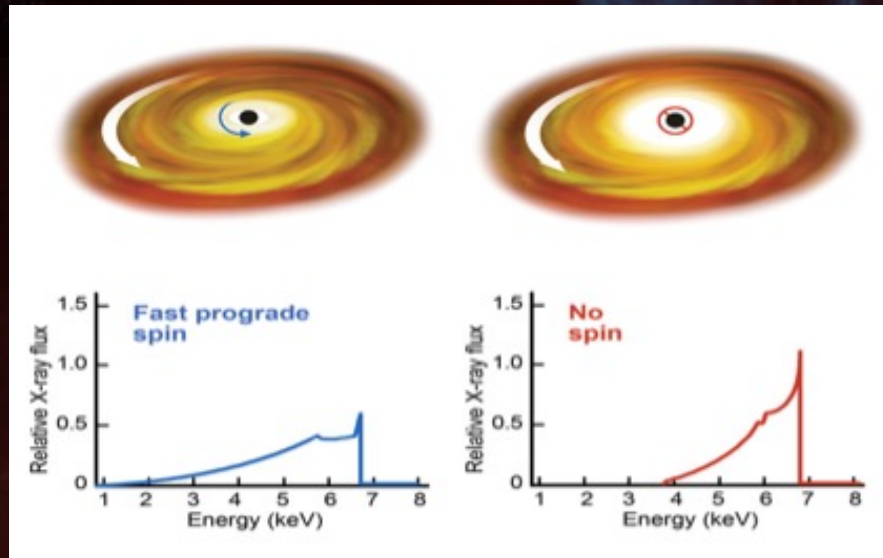 1.5
1.0
0.5
0
Relative X-ray flux
Fast prograde
spin
1 2 3 4 5 6 7 8
Energy (keV)
1.5
1.0
0.5
0
Relative X-ray flux
No
spin
1 2 3 4 5 6 7 8
Energy (keV)